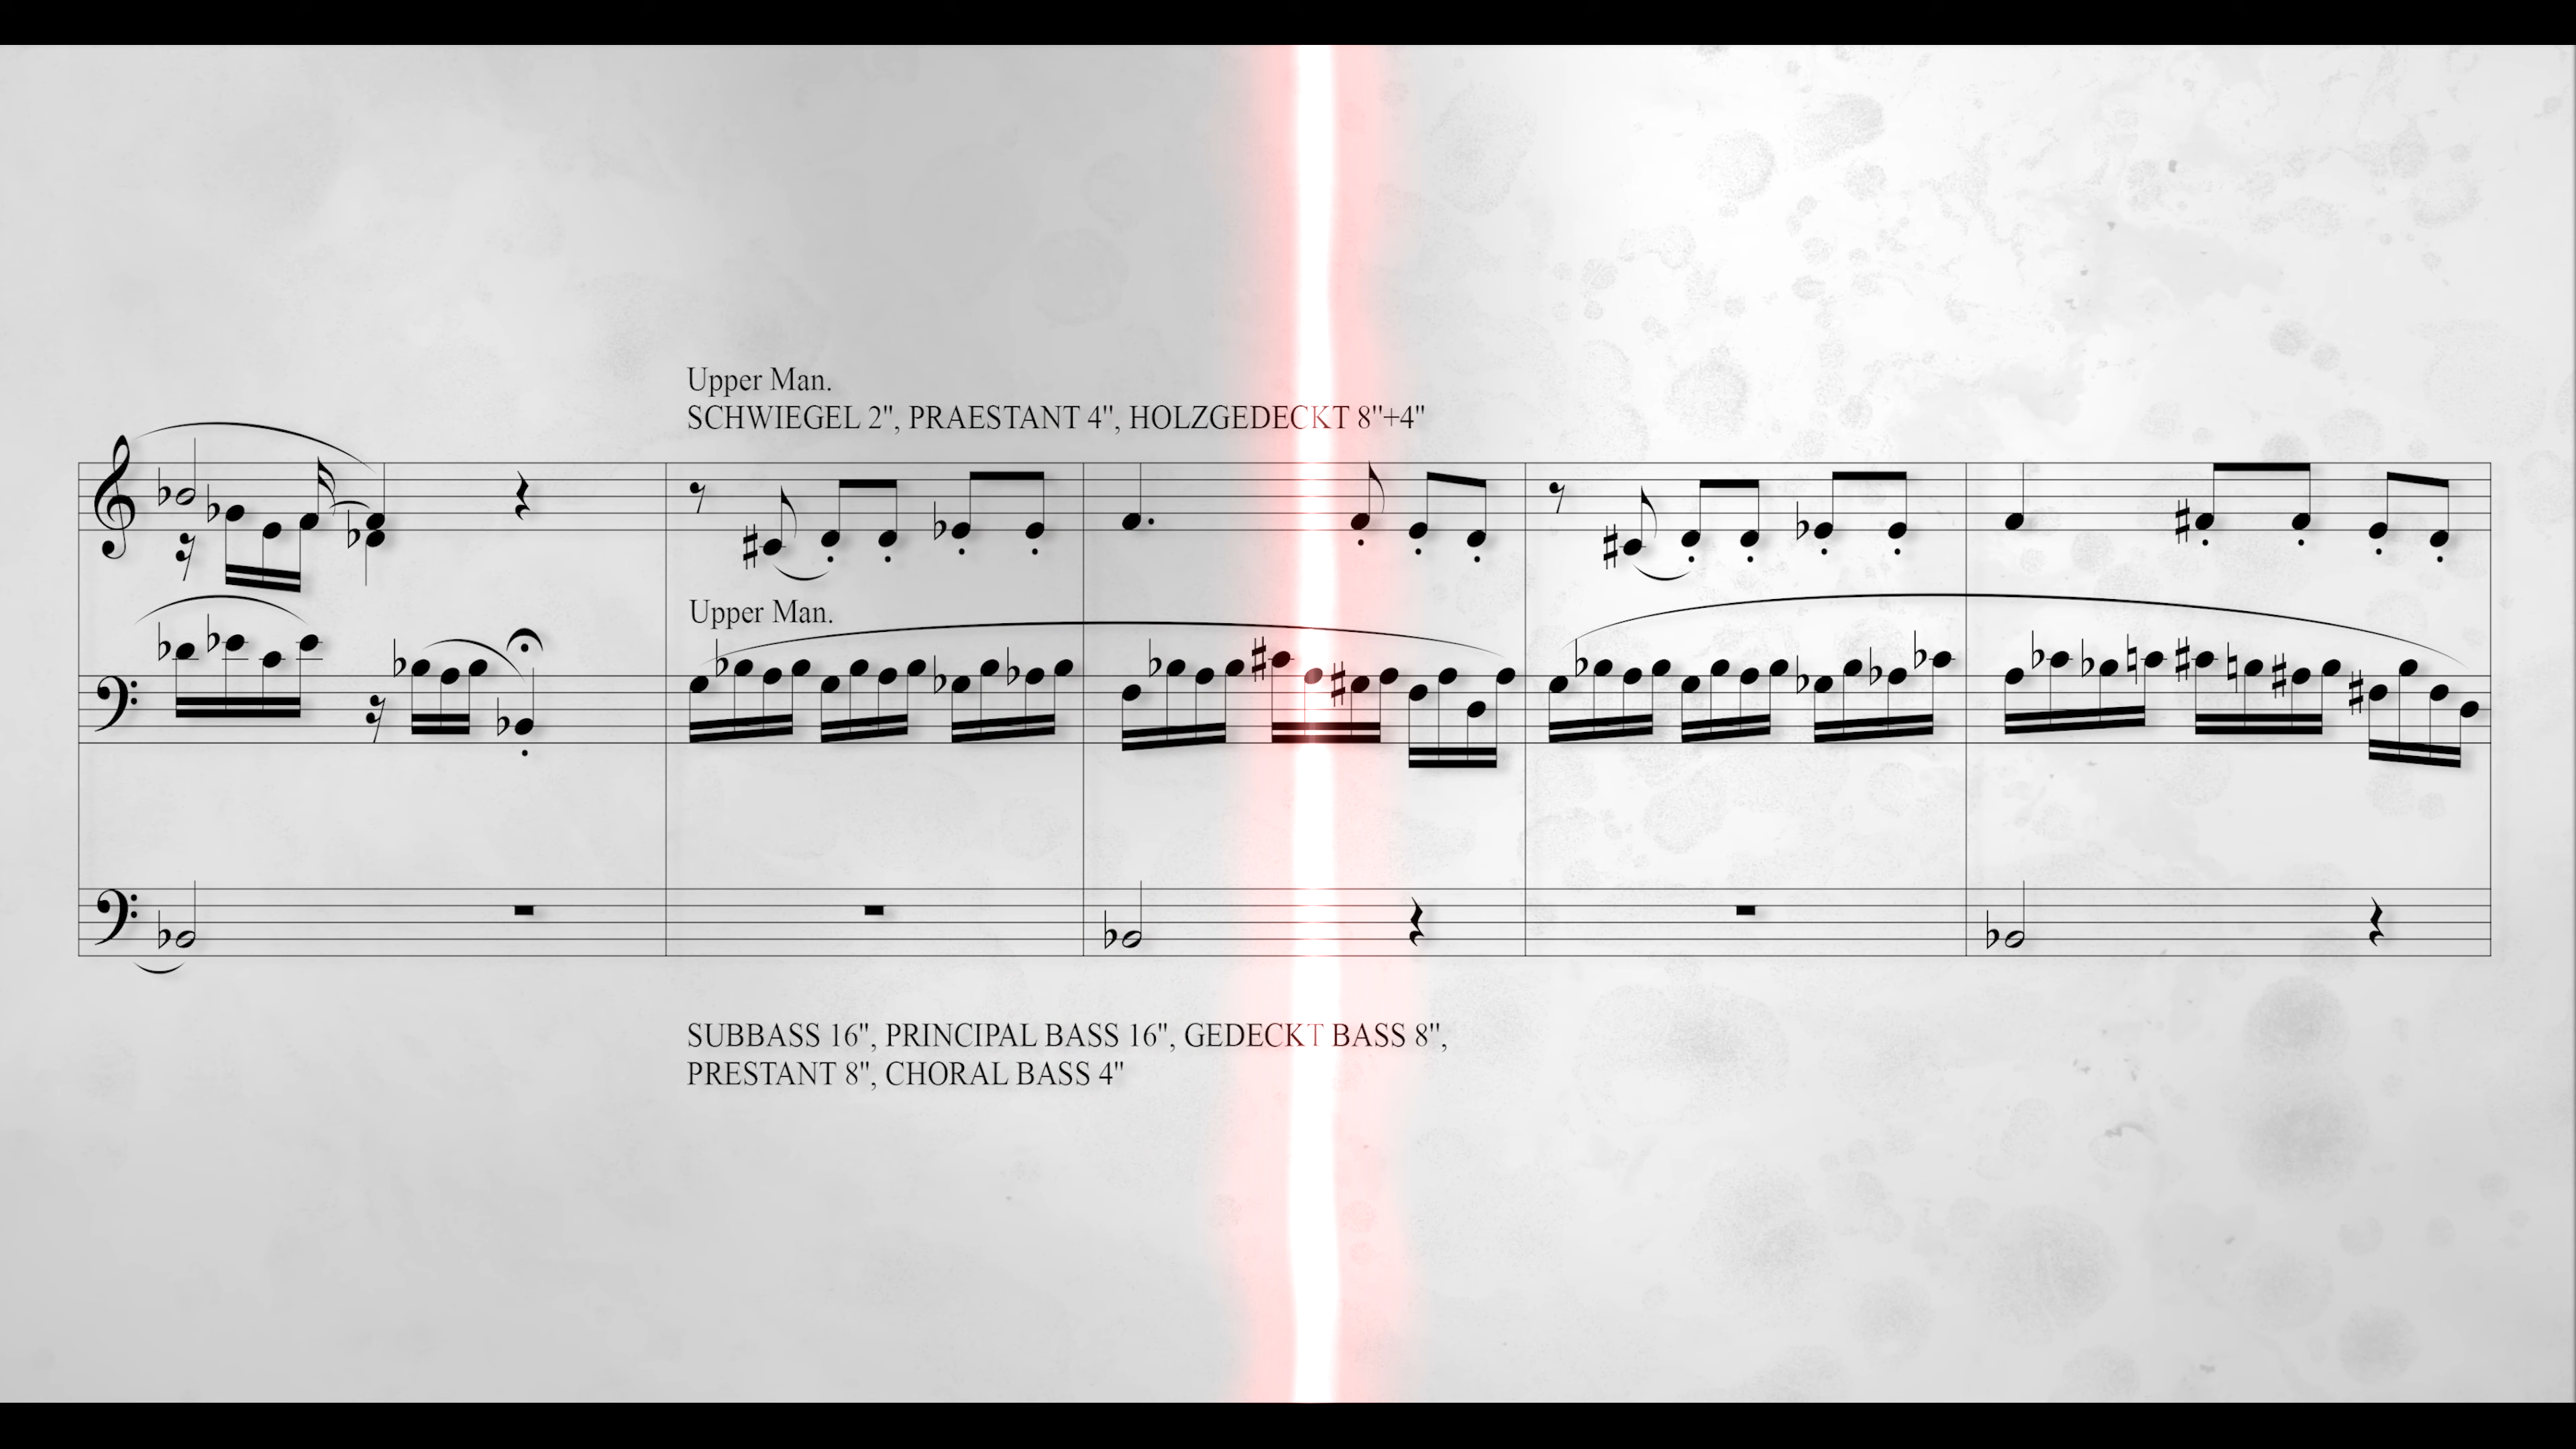 Upper Man.
SCHWIEGEL 2", PRAESTANT 4", HOLZGEDECKT 8"+4"
Upper Man.
SUBBASS 16", PRINCIPAL BASS 16", GEDECKT BASS 8",
PRESTANT 8", CHORAL BASS 4"